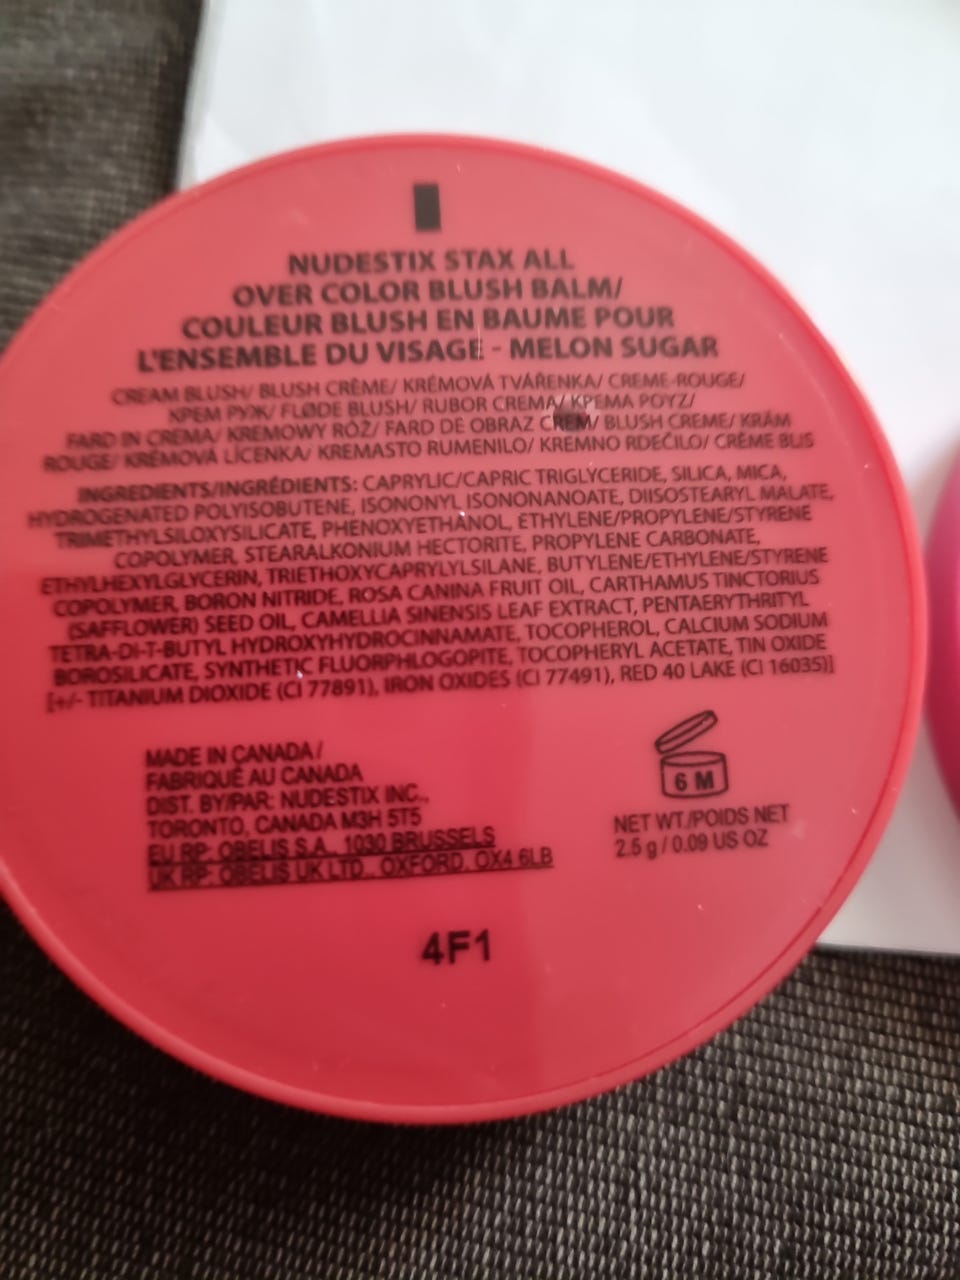 NUDESTIX STAX ALL
OVER COLOR BLUSH BALM/
COULEUR BLUSH EN BAUME POUR
L'ENSEMBLE DU VISAGE - MELON SUGAR
CREAM BLUSH/ BLUSH CRÈME/ KRÉMOVÁ TVÁŘENKA/ CREME-ROUGE/
КРЕМ РУЖ/ FLØDE BLUSH/ RUBOR CREMA/ ΚΡΕΜΑ ΡΟΥΖ/
FARD IN CREMA/ KREMOWY RÓŻ/ FARD DE OBRAZ CREM/ BLUSH CREME/ KRÄM
ROUGE/ KRÉMOVÁ LÍCENKA/ KREMASTO RUMENILO/ KREMNO RDEČILO/ CRÈME BLIS
INGREDIENTS/INGRÉDIENTS: CAPRYLIC/CAPRIC TRIGLYCERIDE, SILICA, MICA,
HYDROGENATED POLYISOBUTENE, ISONONYL ISONONANOATE, DIISOSTEARYL MALATE,
TRIMETHYLSILOXYSILICATE, PHENOXYETHANOL, ETHYLENE/PROPYLENE/STYRENE
COPOLYMER, STEARALKONIUM HECTORITE, PROPYLENE CARBONATE,
ETHYLHEXYLGLYCERIN, TRIETHOXYCAPRYLYLSILANE, BUTYLENE/ETHYLENE/STYRENE
COPOLYMER, BORON NITRIDE, ROSA CANINA FRUIT OIL, CARTHAMUS TINCTORIUS
(SAFFLOWER) SEED OIL, CAMELLIA SINENSIS LEAF EXTRACT, PENTAERYTHRITYL
TETRA-DI-T-BUTYL HYDROXYHYDROCINNAMATE, TOCOPHEROL, CALCIUM SODIUM
BOROSILICATE, SYNTHETIC FLUORPHLOGOPITE, TOCOPHERYL ACETATE, TIN OXIDE
[+/- TITANIUM DIOXIDE (CI 77891), IRON OXIDES (CI 77491), RED 40 LAKE (CI 16035)]
MADE IN CANADA /
FABRIQUÉ AU CANADA
DIST. BY/PAR: NUDESTIX INC.,
TORONTO, CANADA M3H 5T5
EU RP: OBELIS S.A., 1030 BRUSSELS
UK RP: OBELIS UK LTD., OXFORD, OX4 6LB
6 M
NET WT./POIDS NET
2.5 g / 0.09 US OZ
4F1